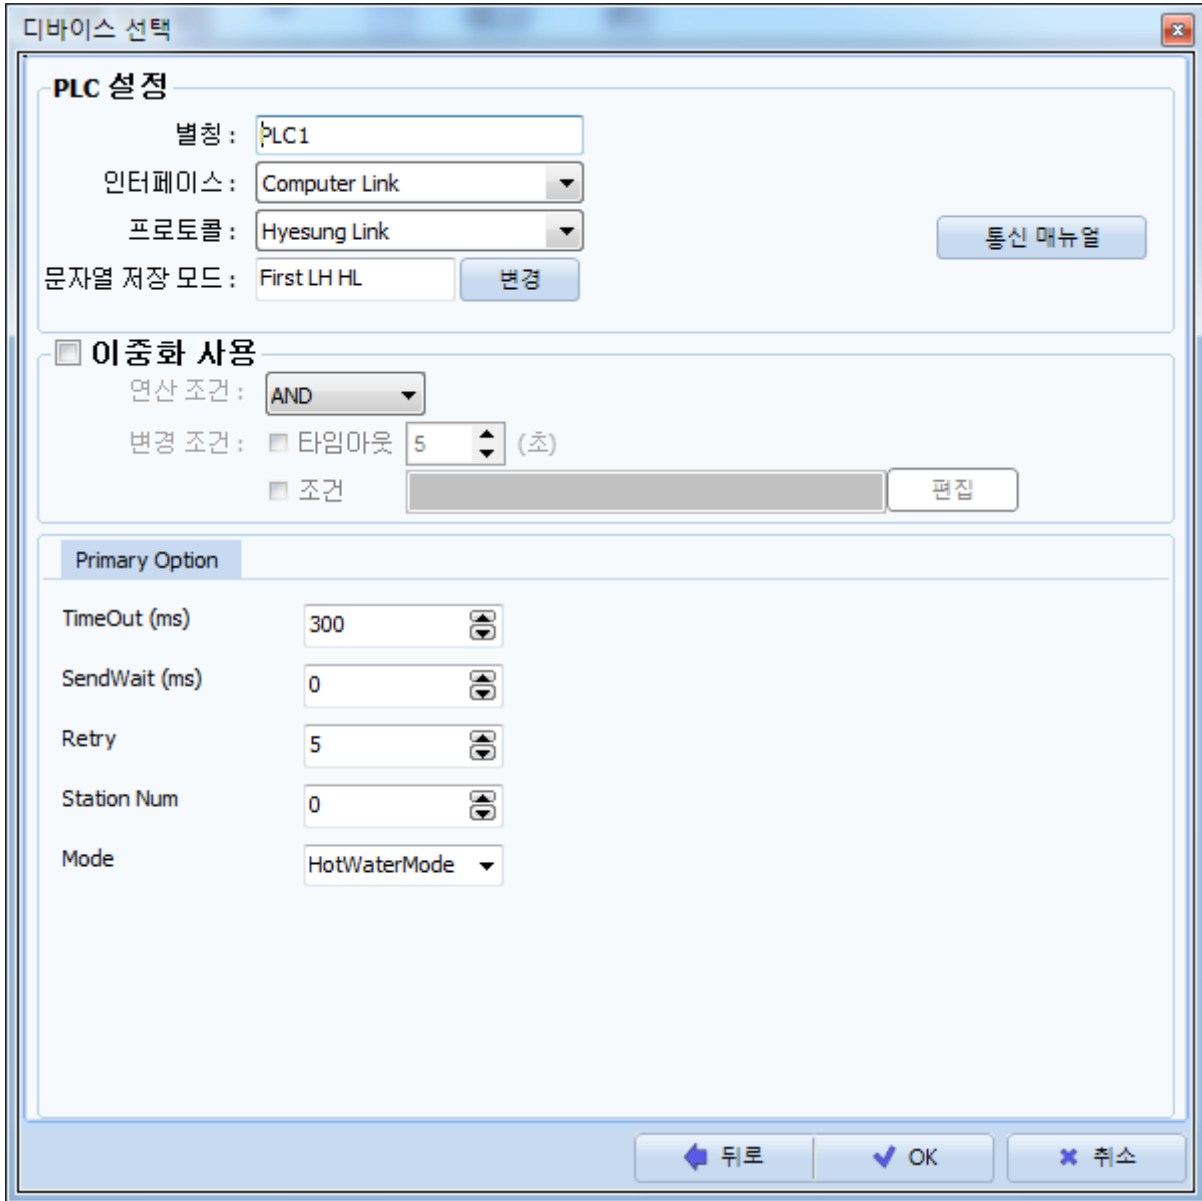 디바이스 선택
PLC 설정
별칭 : PLC1
인터페이스 : Computer Link
프로토콜 : Hyesung Link
통신 매뉴얼
문자열 저장 모드 : First LH HL 변경
이중화 사용
연산 조건 : AND
변경 조건 : 타임아웃 5 (초)
조건 편집
Primary Option
TimeOut (ms) 300
SendWait (ms) 0
Retry 5
Station Num 0
Mode HotWaterMode
뒤로 OK 취소